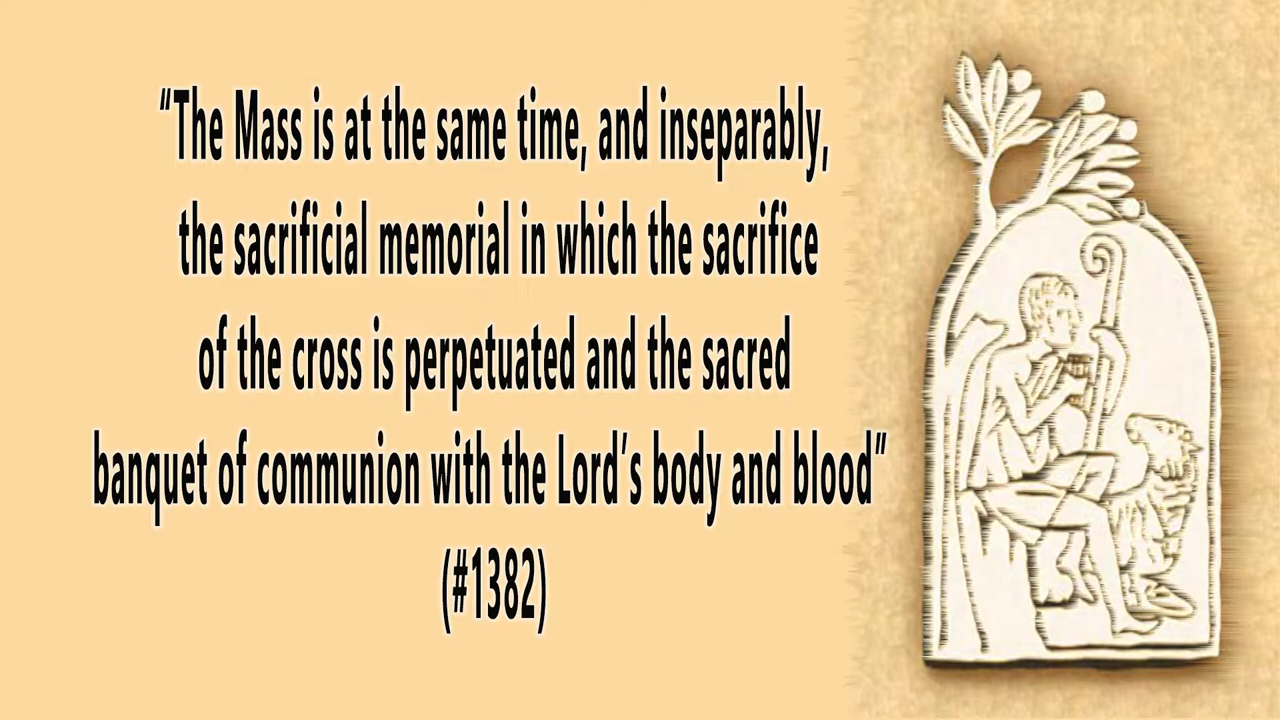 “The Mass is at the same time, and inseparably,
the sacrificial memorial in which the sacrifice
of the cross is perpetuated and the sacred
banquet of communion with the Lord’s body and blood”
(#1382)